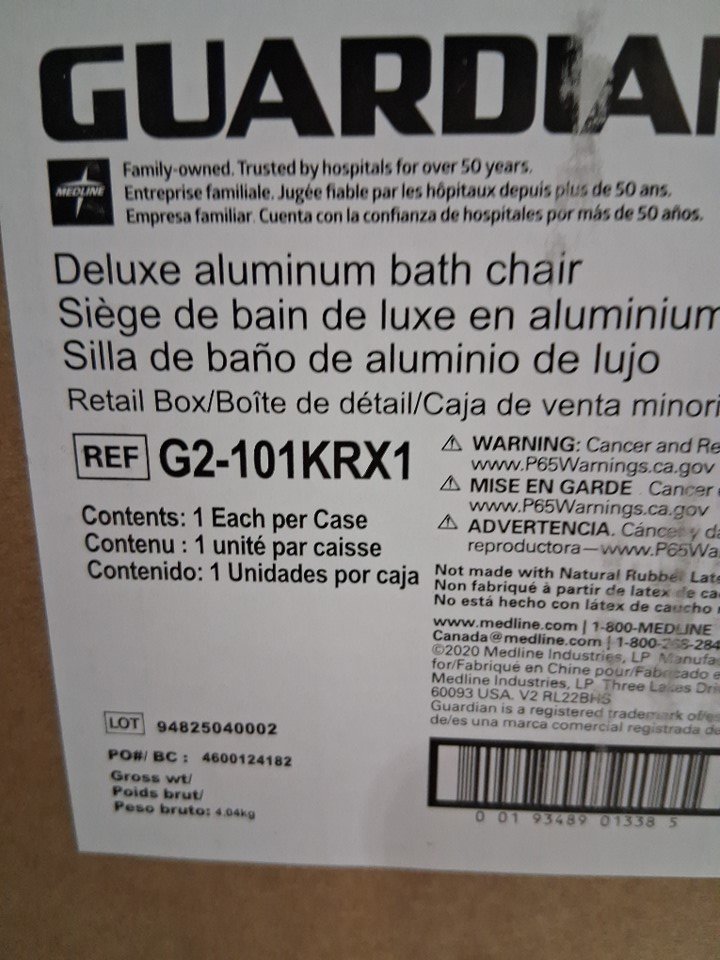 GUARDIAN
MEDLINE
Family-owned. Trusted by hospitals for over 50 years.
Entreprise familiale. Jugée fiable par les hôpitaux depuis plus de 50 ans.
Empresa familiar. Cuenta con la confianza de hospitales por más de 50 años.
Deluxe aluminum bath chair
Siège de bain de luxe en aluminium
Silla de baño de aluminio de lujo
Retail Box/Boîte de détail/Caja de venta minori
REF G2-101KRX1
Contents: 1 Each per Case
Contenu : 1 unité par caisse
Contenido: 1 Unidades por caja
⚠ WARNING: Cancer and Re
www.P65Warnings.ca.gov
⚠ MISE EN GARDE . Cancer
www.P65Warnings.ca.gov
⚠ ADVERTENCIA. Cáncer y da
reproductora—www.P65Wa
Not made with Natural Rubber Late
Non fabriqué à partir de latex de ca
No está hecho con látex de caucho
www.medline.com | 1-800-MEDLINE
Canada@medline.com | 1-800-268-284
©2020 Medline Industries, LP Manufa
for/Fabriqué en Chine pour/Fabricado e
Medline Industries, LP Three Lakes Dri
60093 USA. V2 RL22BHS
Guardian is a registered trademark of/es
de/es una marca comercial registrada de
LOT 94825040002
PO#/ BC : 4600124182
Gross wt/
Poids brut/
Peso bruto: 4.04kg
0 01 93489 01338 5